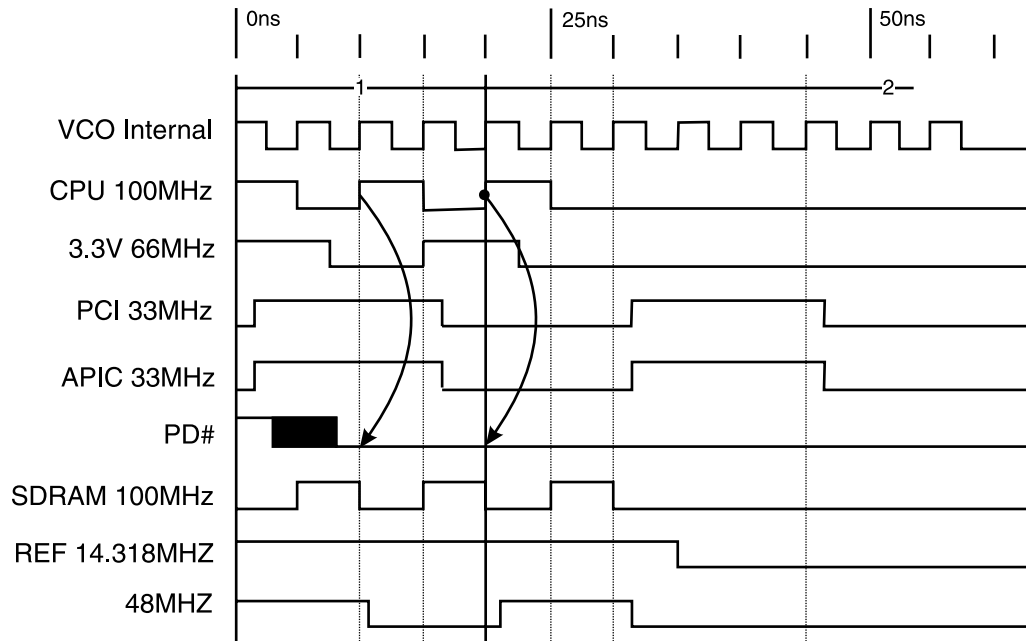 0ns 25ns 50ns
1 2
VCO Internal
CPU 100MHz
3.3V 66MHz
PCI 33MHz
APIC 33MHz
PD#
SDRAM 100MHz
REF 14.318MHZ
48MHZ